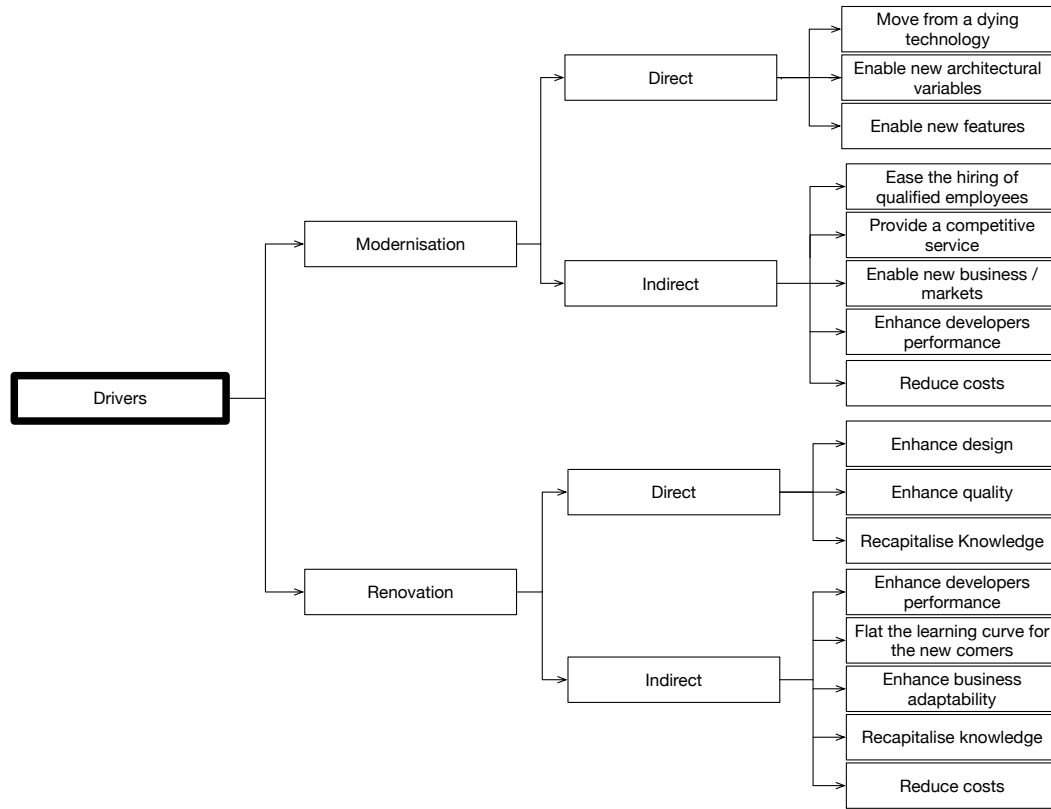 Move from a dying
technology
Direct
Enable new architectural
variables
Enable new features
Ease the hiring of
qualified employees
Modernisation
Provide a competitive
service
Indirect
Enable new business /
markets
Enhance developers
performance
Drivers
Reduce costs
Enhance design
Direct
Enhance quality
Recapitalise Knowledge
Renovation
Enhance developers
performance
Flat the learning curve for
the new comers
Indirect
Enhance business
adaptability
Recapitalise knowledge
Reduce costs